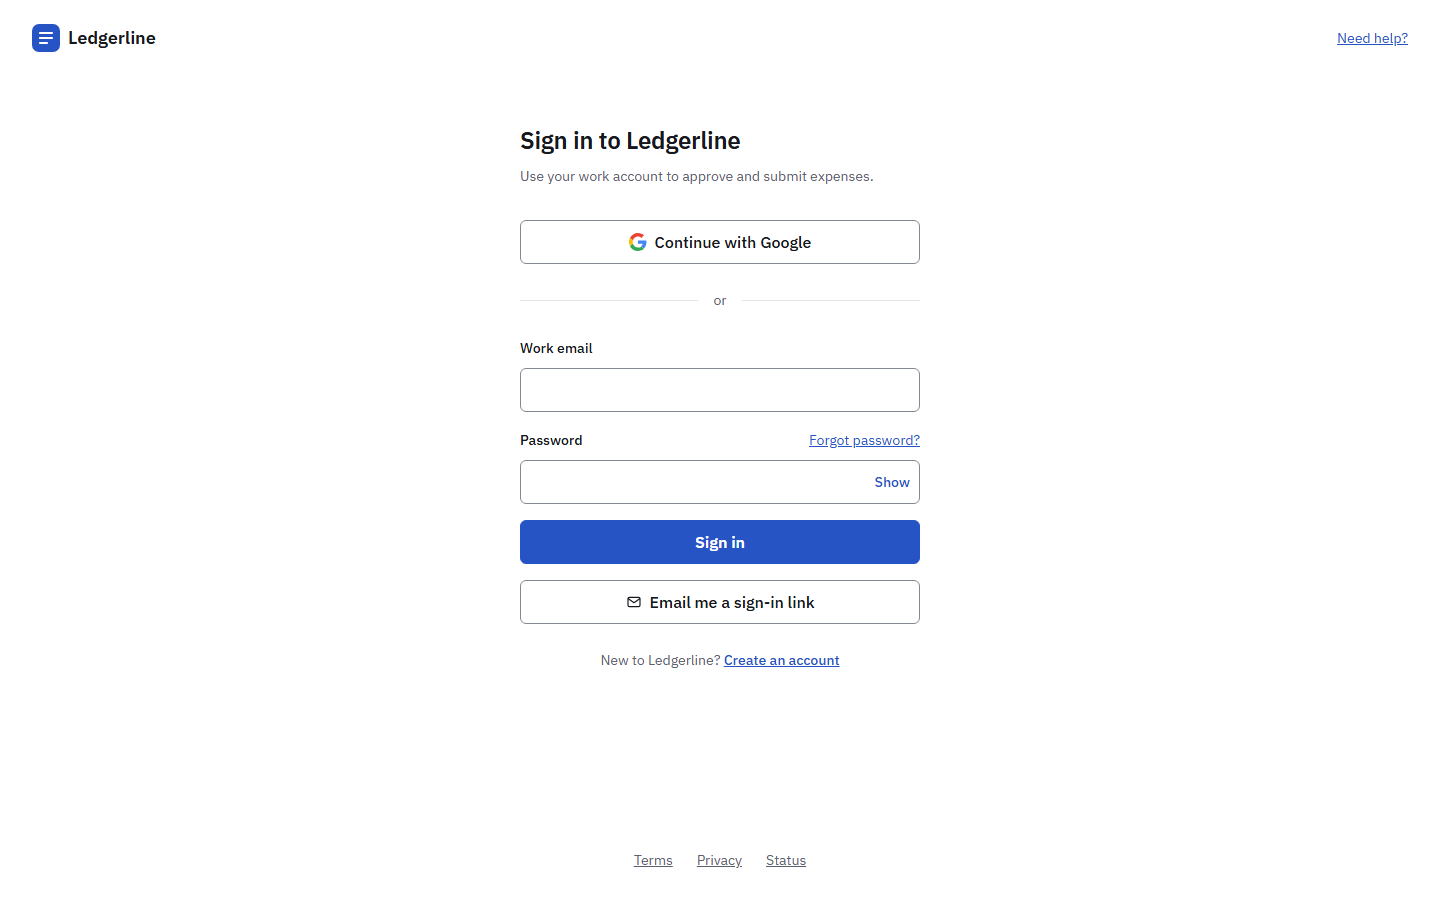 Ledgerline
Need help?
Sign in to Ledgerline
Use your work account to approve and submit expenses.
Continue with Google
or
Work email
Password
Forgot password?
Show
Sign in
Email me a sign-in link
New to Ledgerline? Create an account
Terms
Privacy
Status